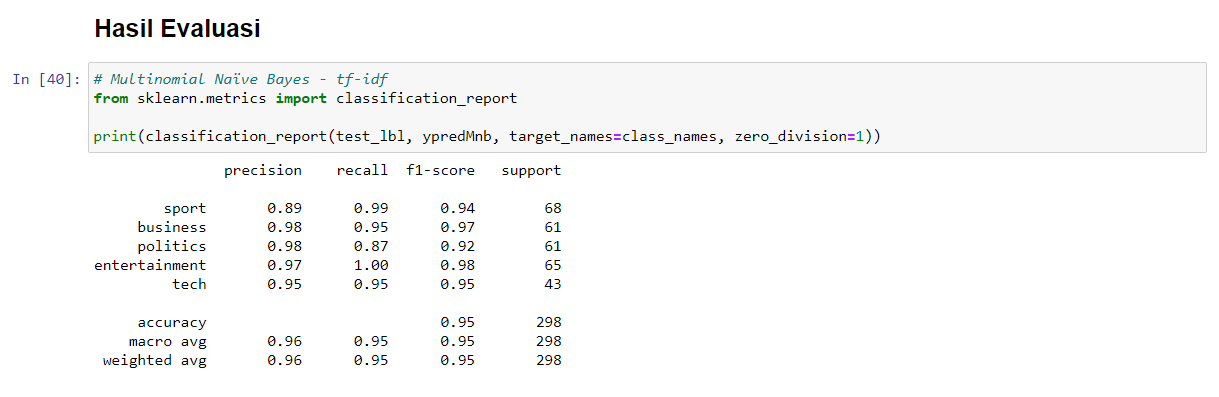 Hasil Evaluasi
In [40]: # Multinomial Naïve Bayes - tf-idf
from sklearn.metrics import classification_report
print(classification_report(test_lbl, ypredMnb, target_names=class_names, zero_division=1))
precision recall f1-score support
sport 0.89 0.99 0.94 68
business 0.98 0.95 0.97 61
politics 0.98 0.87 0.92 61
entertainment 0.97 1.00 0.98 65
tech 0.95 0.95 0.95 43
accuracy 0.95 298
macro avg 0.96 0.95 0.95 298
weighted avg 0.96 0.95 0.95 298